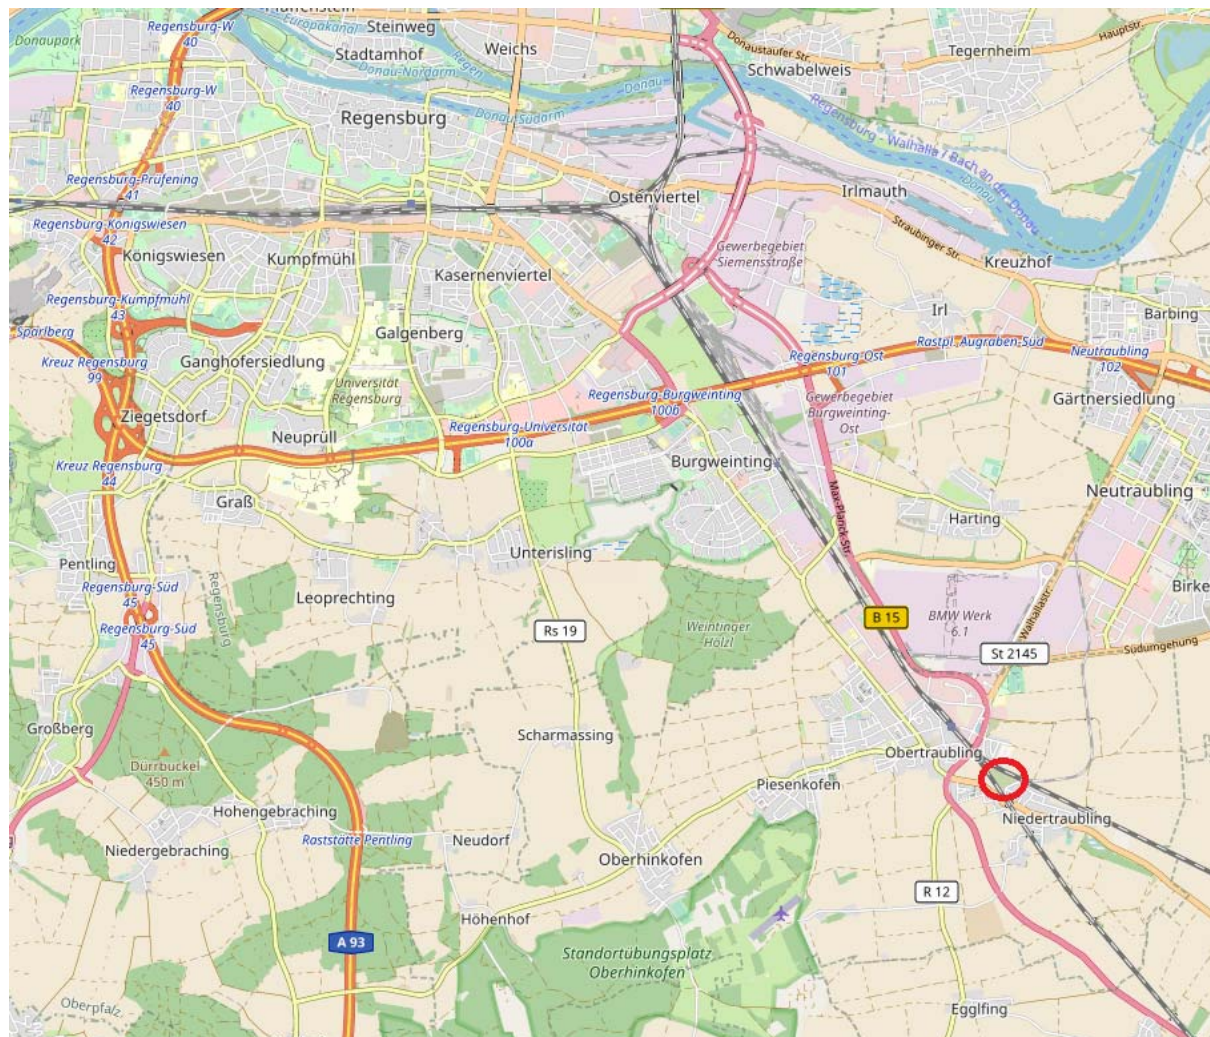 Regensburg-W
40
Donaupark
Europakanal
Steinweg
Stadtamhof
Weichs
Regen
Donau-Nordarm
Donau Südarm
Donau
Donaustaufer Str.
Schwabelweis
Tegernheim
Hauptstr.
Regensburg-W
40
Regensburg
Regensburg - Walhalla / Bach an der Donau
Donau
Regensburg-Prüfening
41
Ostenviertel
Irlmauth
Straubinger Str.
Regensburg-Königswiesen
42
Königswiesen
Kumpfmühl
Kasernenviertel
Gewerbegebiet
Siemensstraße
Kreuzhof
Regensburg-Kumpfmühl
43
Irl
Barbing
Sparlberg
Galgenberg
Kreuz Regensburg
99
Ganghofersiedlung
Universität
Regensburg
Regensburg-Ost
101
Rastpl. Augraben-Süd
Neutraubling
102
Regensburg-Burgweinting
100b
Gewerbegebiet
Burgweinting-
Ost
Gärtnersiedlung
Ziegetsdorf
Neuprüll
Regensburg-Universität
100a
Kreuz Regensburg
44
Burgweinting
Graß
Max-Planck-Str.
Neutraubling
Harting
Unterisling
Pentling
Regensburg-Süd
45
Regensburg
Leoprechting
Birke
Regensburg-Süd
45
Rs 19
Weintinger
Hölzl
B 15
BMW Werk
6.1
Walhallastr.
St 2145
Südumgehung
Großberg
Scharmassing
Obertraubling
Dürrbuckel
450 m
Piesenkofen
Hohengebraching
Niedertraubling
Niedergebraching
Raststätte Pentling
Neudorf
Oberhinkofen
R 12
Höhenhof
A 93
Standortübungsplatz
Oberhinkofen
Oberpfalz
Egglfing